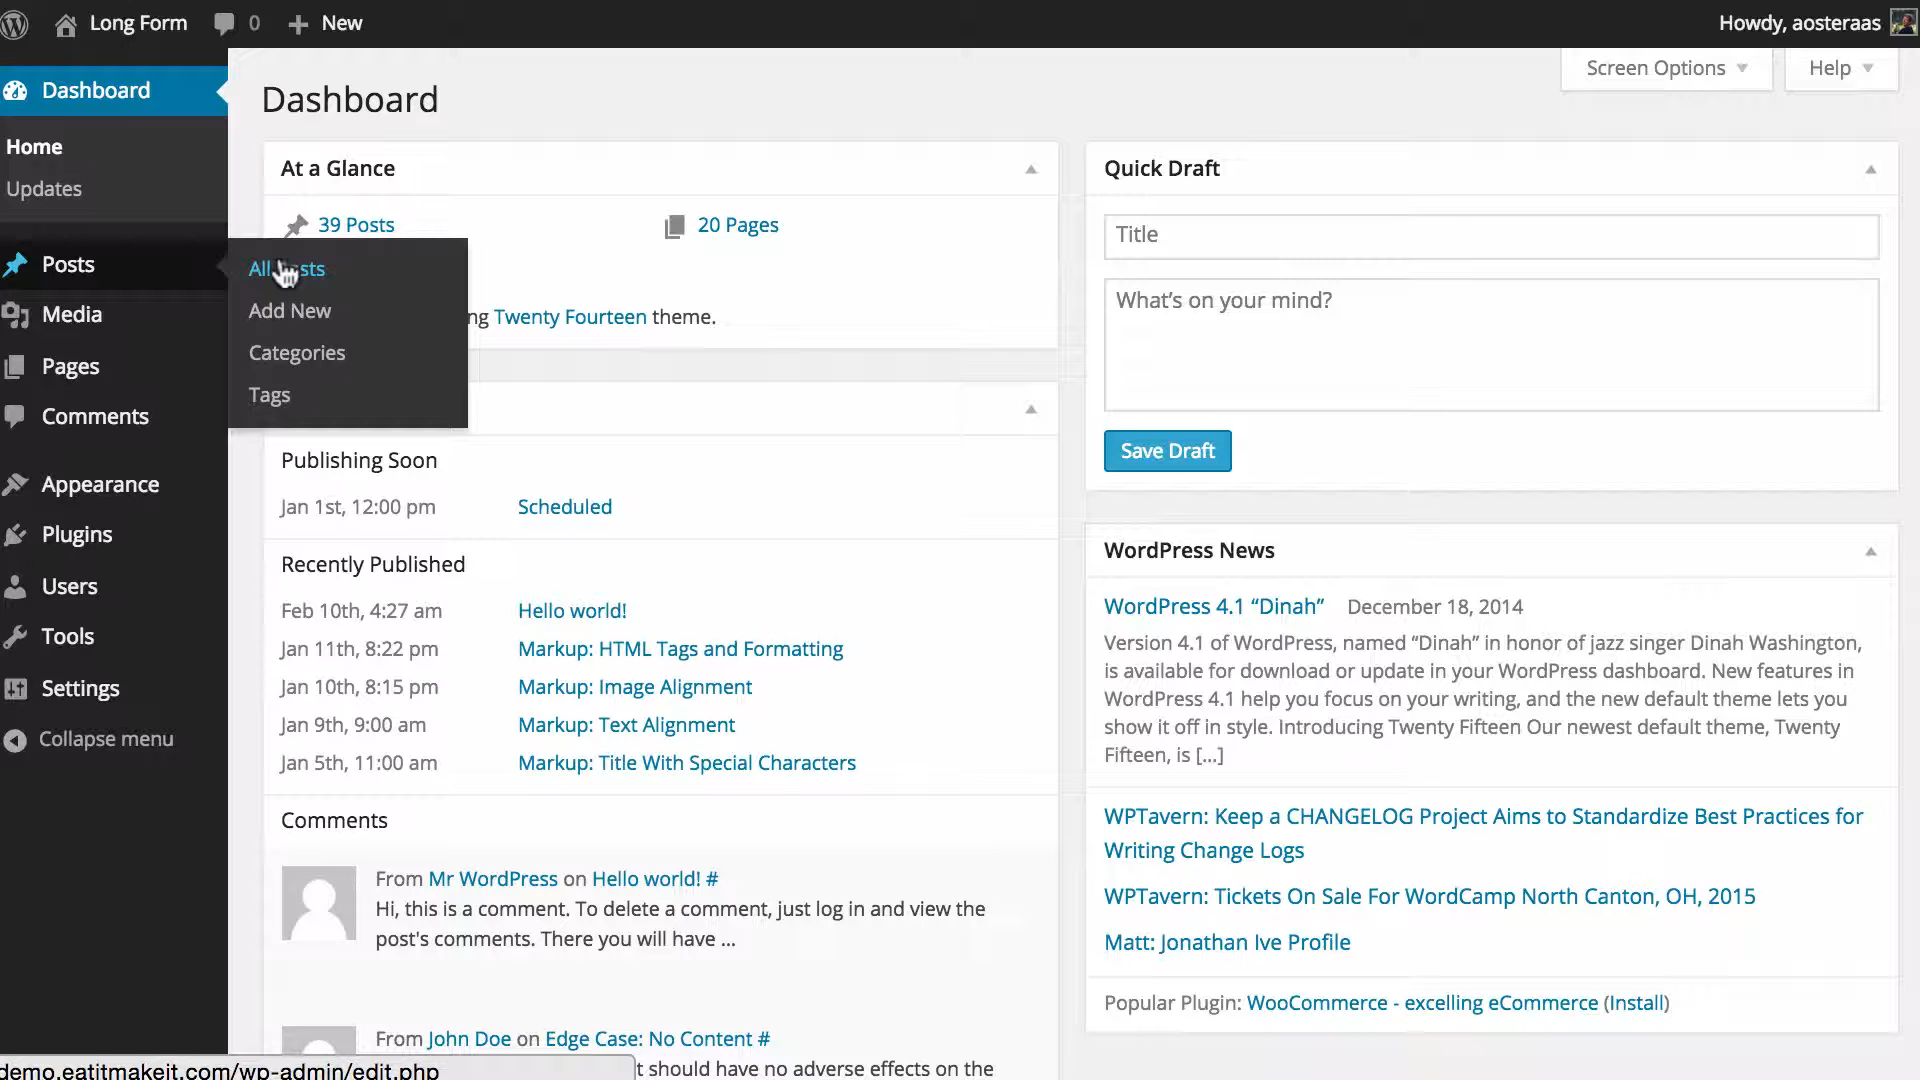 Long Form 0 New Howdy, aosteraas
Dashboard
Home
Updates
Posts
Media
Pages
Comments
Appearance
Plugins
Users
Tools
Settings
Collapse menu
All Posts
Add New
Categories
Tags
Screen Options Help
Dashboard
At a Glance
39 Posts 20 Pages
ng Twenty Fourteen theme.
Publishing Soon
Jan 1st, 12:00 pm Scheduled
Recently Published
Feb 10th, 4:27 am Hello world!
Jan 11th, 8:22 pm Markup: HTML Tags and Formatting
Jan 10th, 8:15 pm Markup: Image Alignment
Jan 9th, 9:00 am Markup: Text Alignment
Jan 5th, 11:00 am Markup: Title With Special Characters
Comments
From Mr WordPress on Hello world! #
Hi, this is a comment. To delete a comment, just log in and view the
post's comments. There you will have ...
From John Doe on Edge Case: No Content #
t should have no adverse effects on the
Quick Draft
Title
What's on your mind?
Save Draft
WordPress News
WordPress 4.1 “Dinah” December 18, 2014
Version 4.1 of WordPress, named “Dinah” in honor of jazz singer Dinah Washington,
is available for download or update in your WordPress dashboard. New features in
WordPress 4.1 help you focus on your writing, and the new default theme lets you
show it off in style. Introducing Twenty Fifteen Our newest default theme, Twenty
Fifteen, is [...]
WPTavern: Keep a CHANGELOG Project Aims to Standardize Best Practices for
Writing Change Logs
WPTavern: Tickets On Sale For WordCamp North Canton, OH, 2015
Matt: Jonathan Ive Profile
Popular Plugin: WooCommerce - excelling eCommerce (Install)
demo.eatitmakeit.com/wp-admin/edit.php